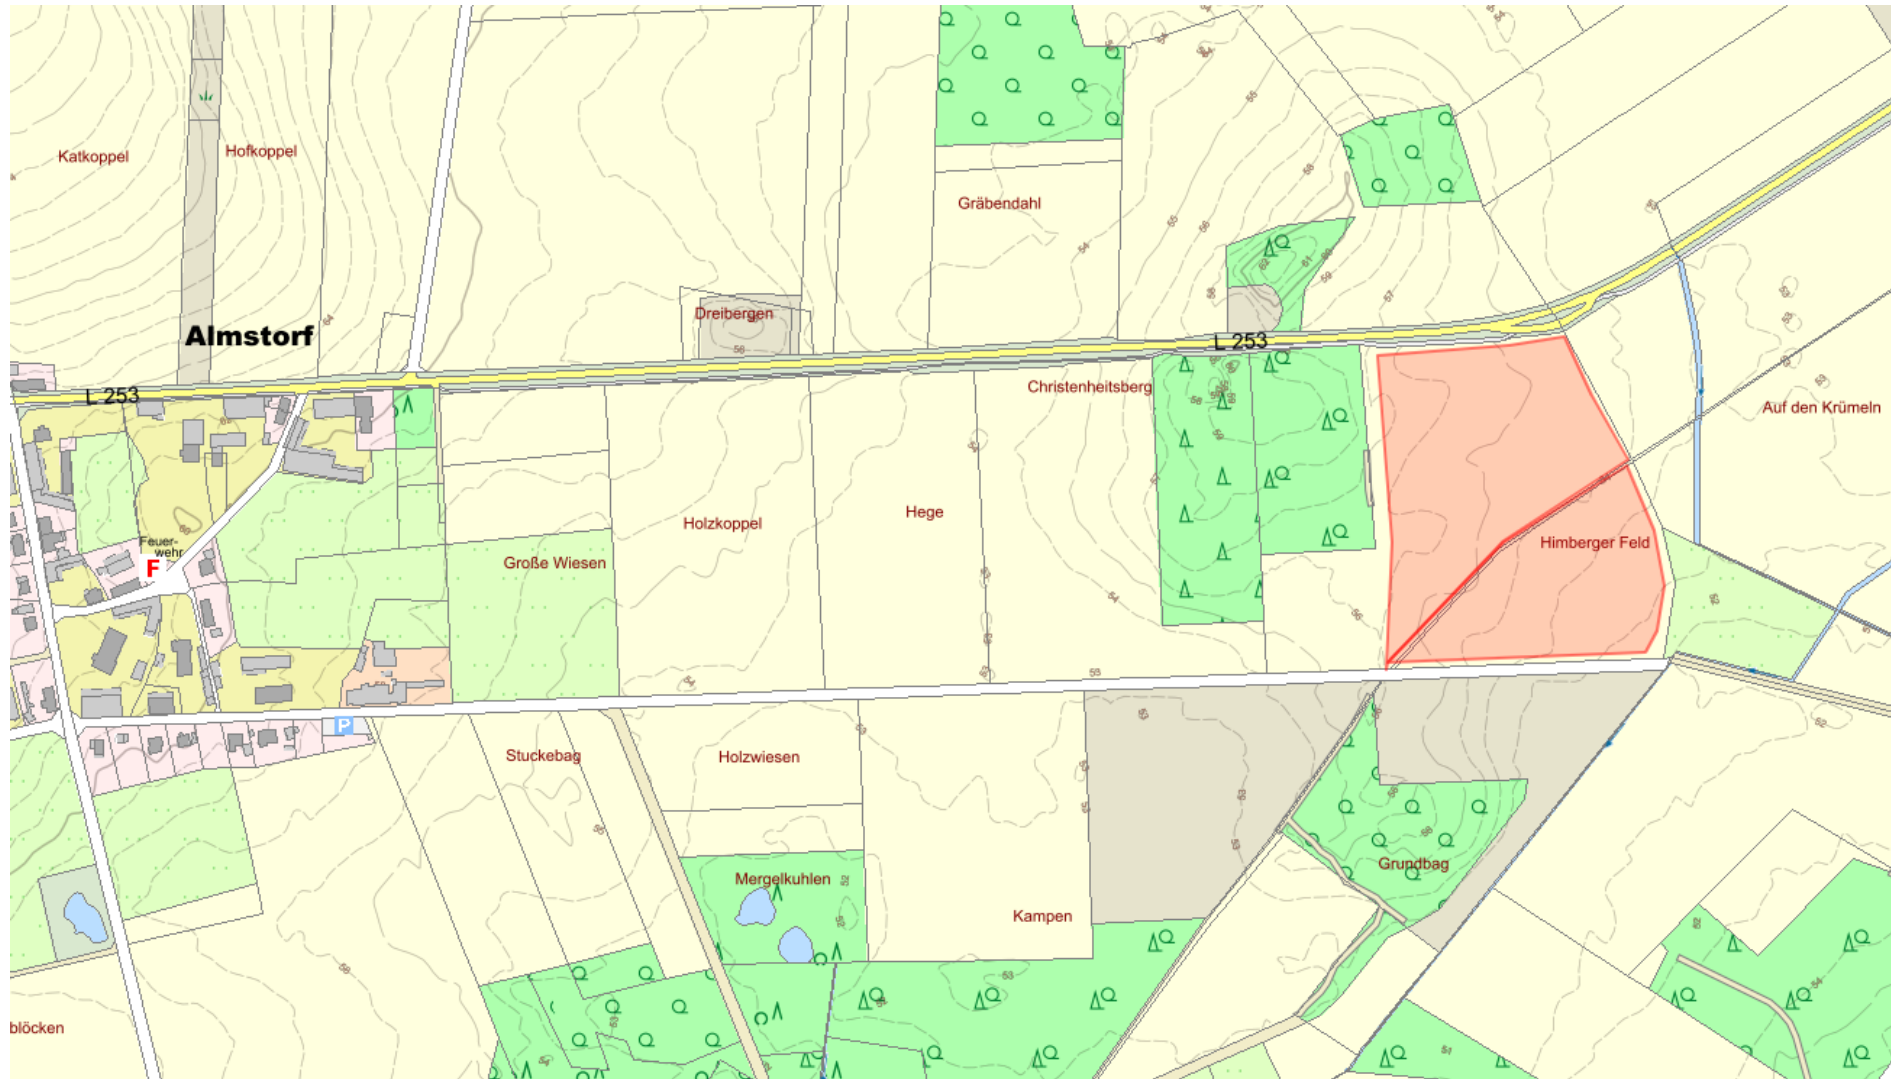 Katkoppel
Hofkoppel
Gräbendahl
Dreibergen
Almstorf
L 253
L 253
Christenheitsberg
Auf den Krümeln
Holzkoppel
Hege
Große Wiesen
Himberger Feld
Feuer-
wehr
F
P
Stuckebag
Holzwiesen
Mergelkuhlen
Kampen
Grundbag
blöcken